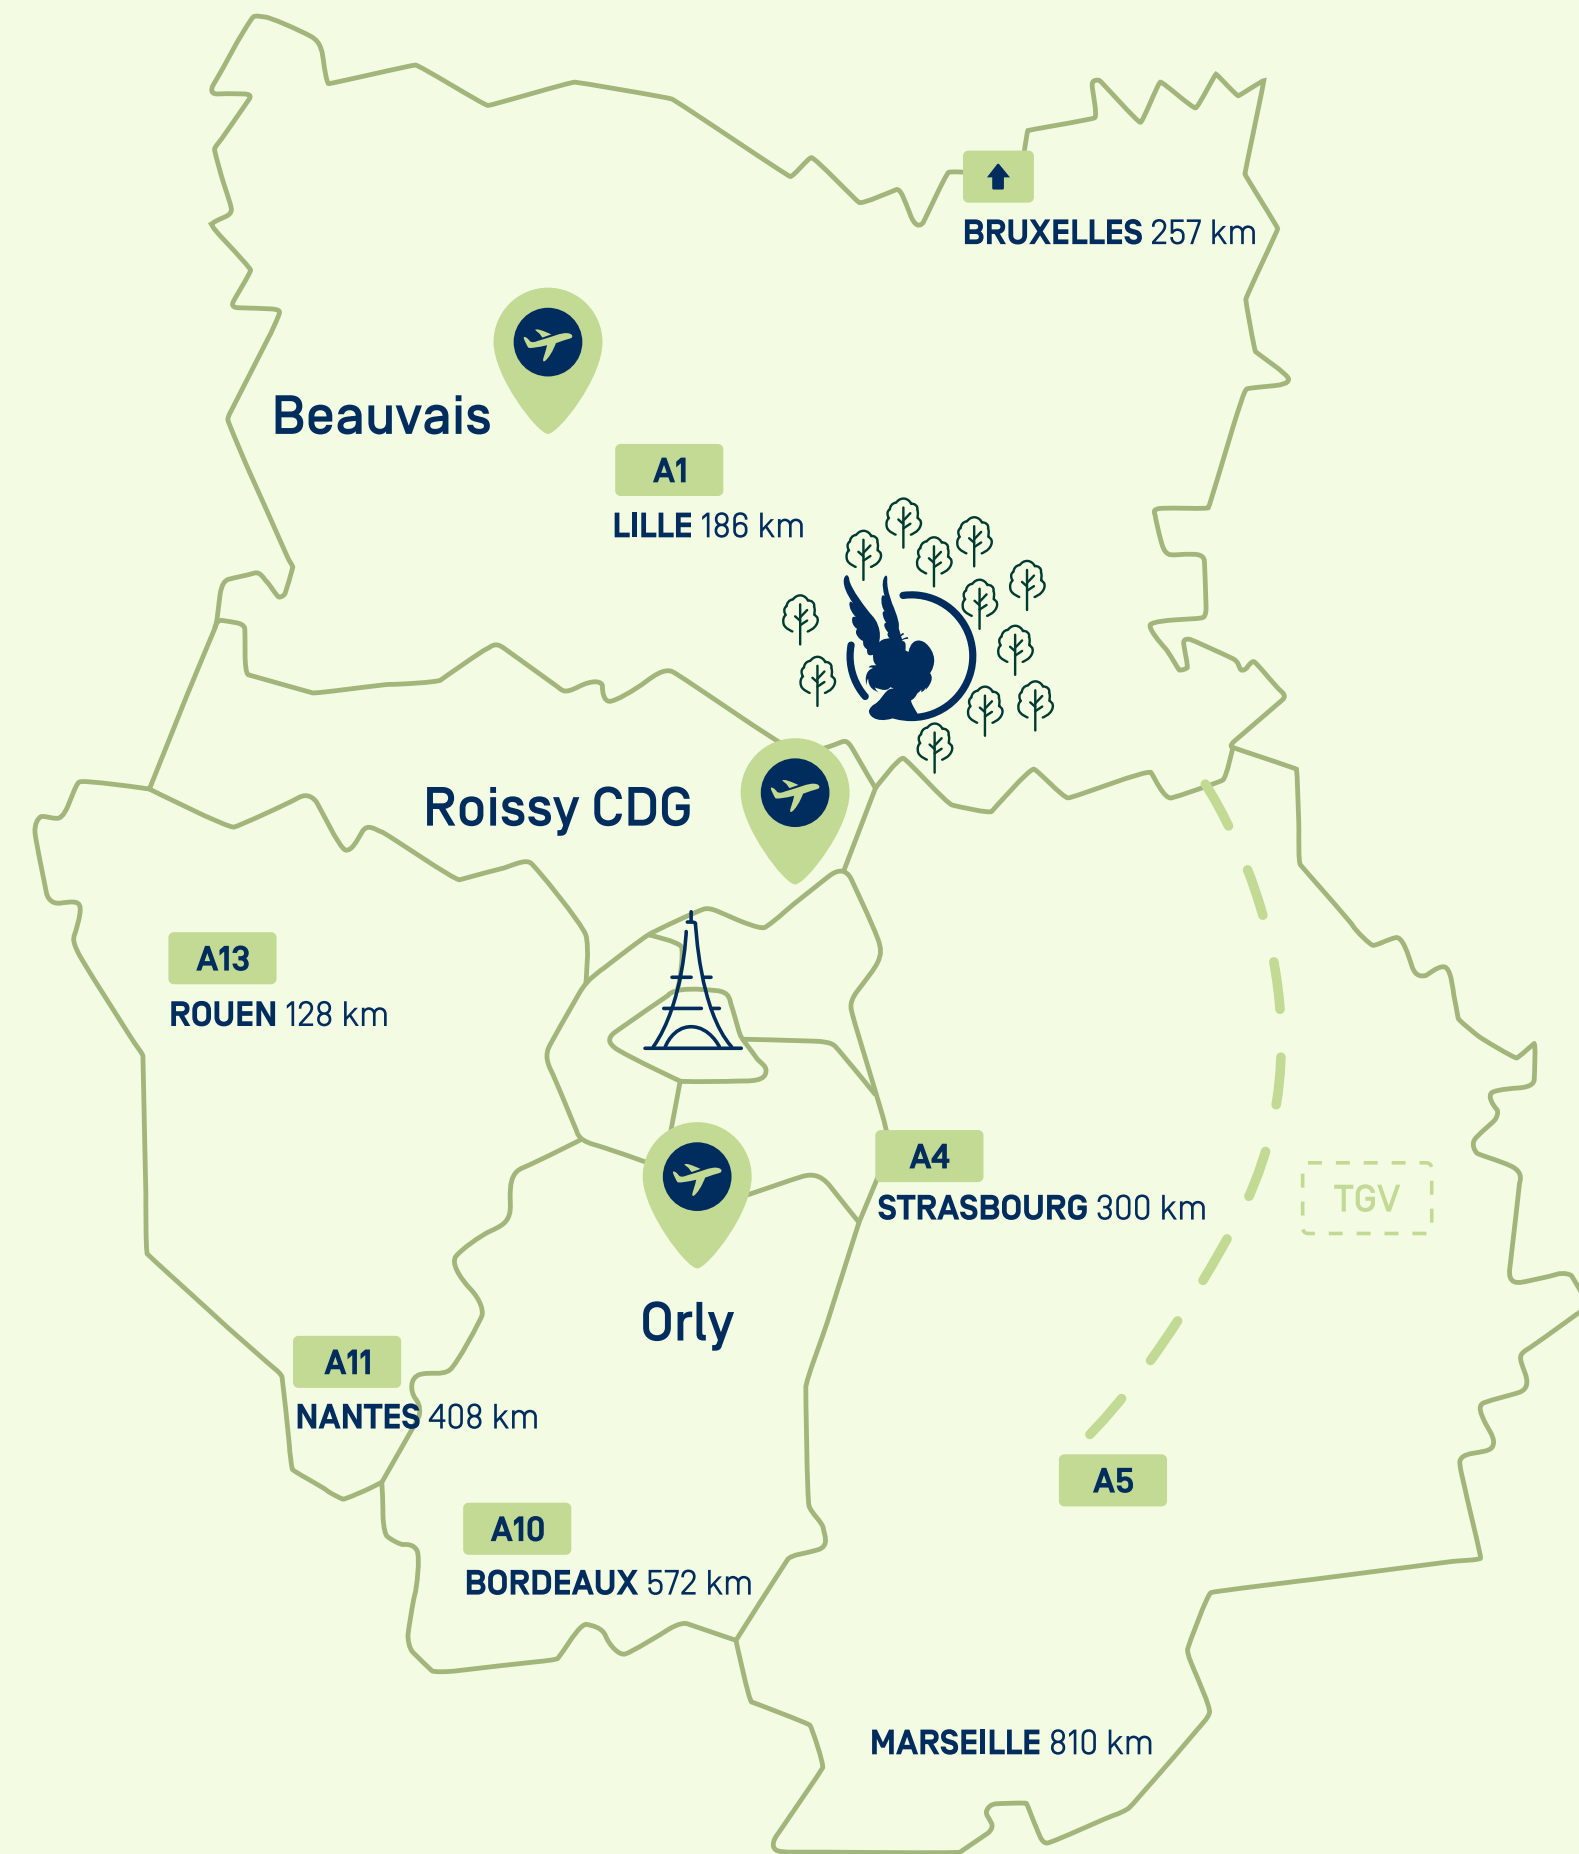 BRUXELLES 257 km
Beauvais
A1
LILLE 186 km
Roissy CDG
A13
ROUEN 128 km
A4
STRASBOURG 300 km
TGV
Orly
A11
NANTES 408 km
A5
A10
BORDEAUX 572 km
MARSEILLE 810 km